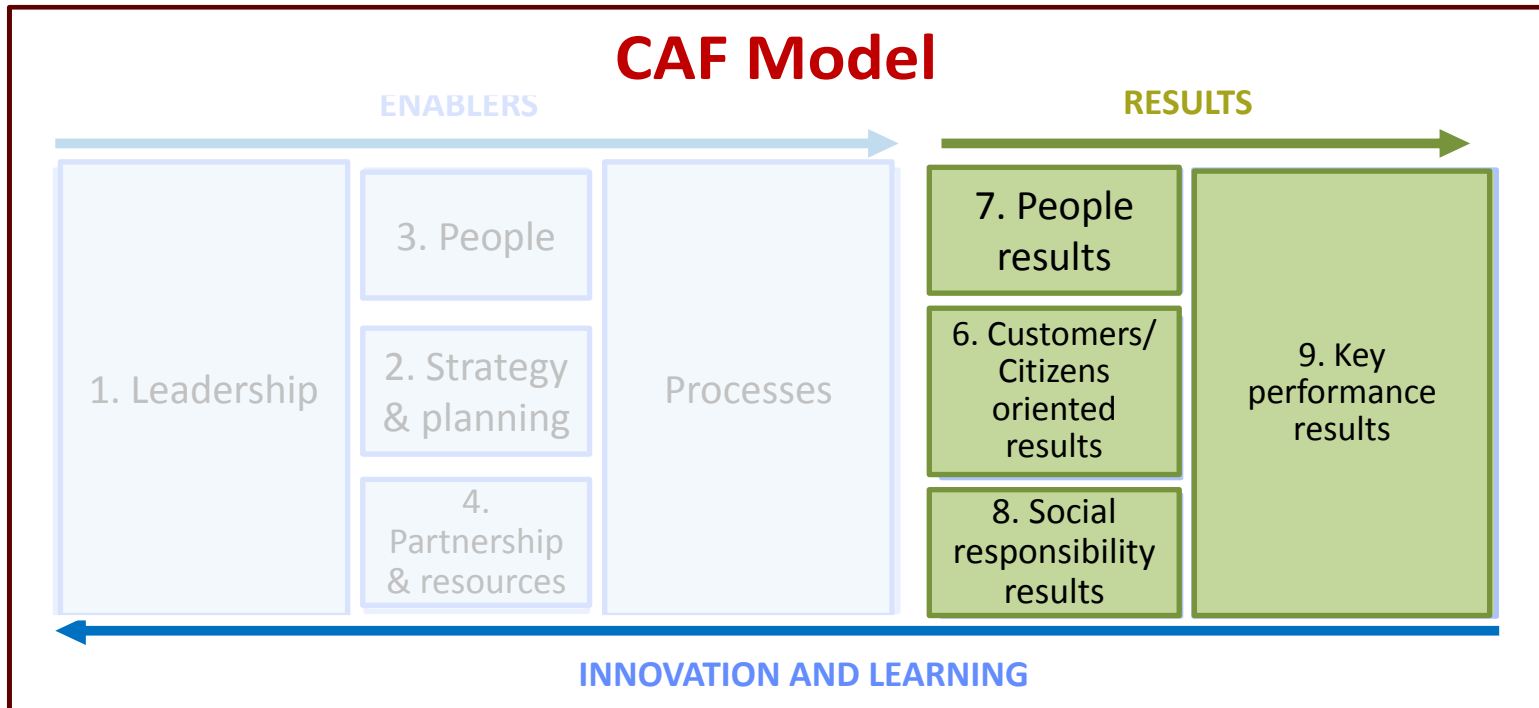 CAF Model
ENABLERS
RESULTS
1. Leadership
3. People
2. Strategy
& planning
4.
Partnership
& resources
Processes
7. People
results
6. Customers/
Citizens
oriented
results
8. Social
responsibility
results
9. Key
performance
results
INNOVATION AND LEARNING